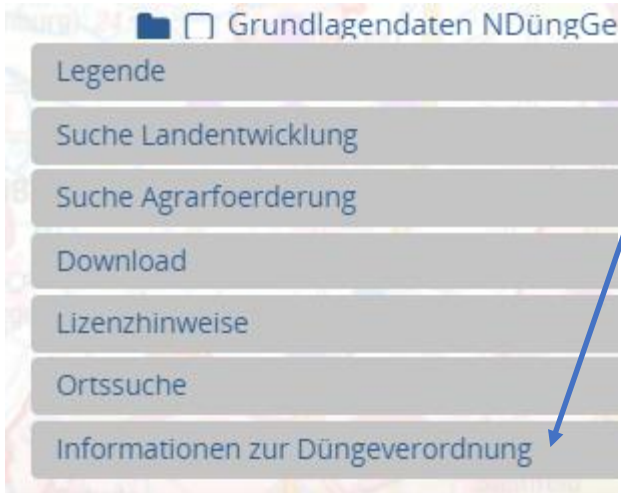 Grundlagendaten NDüngGe
Legende
Suche Landentwicklung
Suche Agrarfoerderung
Download
Lizenzhinweise
Ortssuche
Informationen zur Düngeverordnung